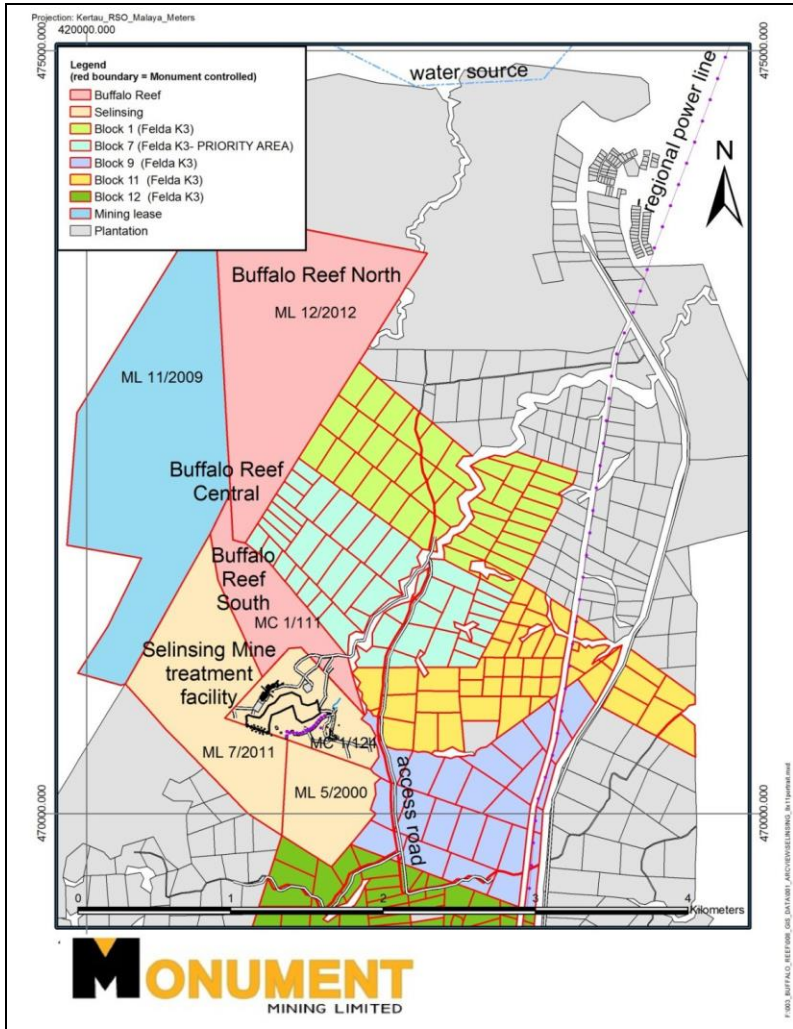 Projection: Kertau_RSO_Malaya_Meters
420000.000
475000.000
475000.000
Legend
(red boundary = Monument controlled)
Buffalo Reef
Selinsing
Block 1 (Felda K3)
Block 7 (Felda K3- PRIORITY AREA)
Block 9 (Felda K3)
Block 11 (Felda K3)
Block 12 (Felda K3)
Mining lease
Plantation
water source
regional power line
N
Buffalo Reef North
ML 12/2012
ML 11/2009
Buffalo Reef
Central
Buffalo
Reef
South
MC 1/111
Selinsing Mine
treatment
facility
MC 1/124
ML 7/2011
ML 5/2000
access road
470000.000
470000.000
0 1 2 3 4
Kilometers
MONUMENT
MINING LIMITED